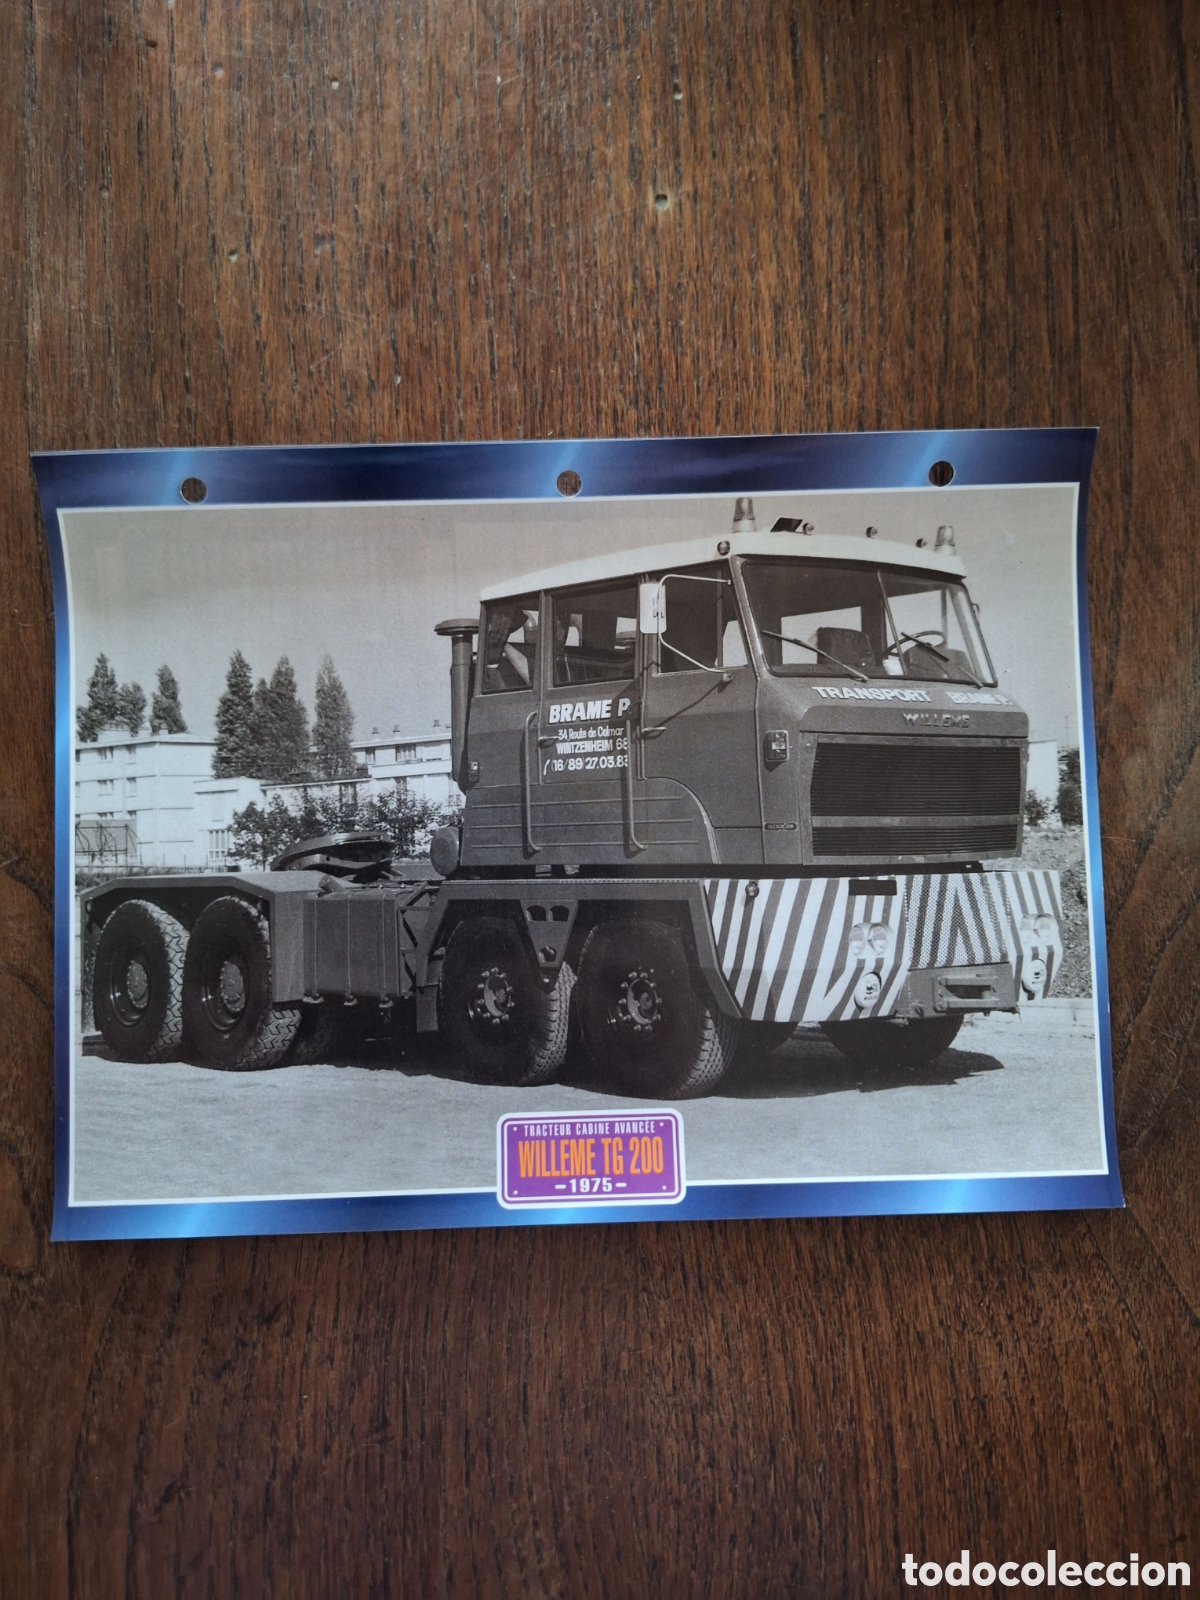 TRANSPORT BRAME P.
WILLEME
BRAME P.
34, Route de Colmar
WINTZENHEIM 68
(16/89) 27.03.83
TRACTEUR CABINE AVANCÉE
WILLEME TG 200
-1975-
todocoleccion